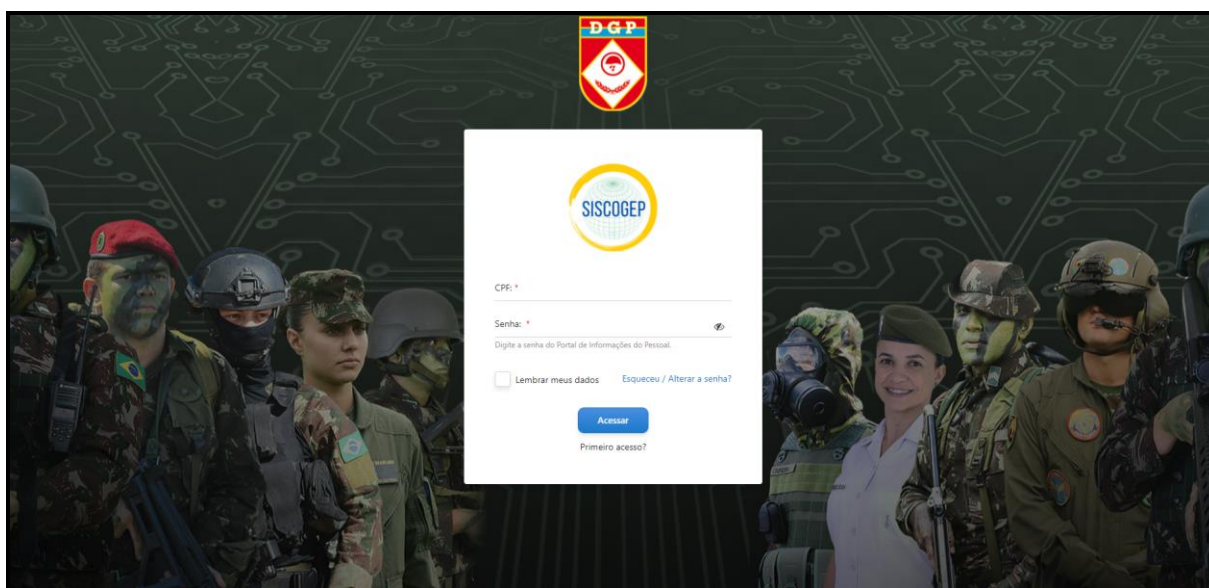 DGP
SISCOGEP
CPF: *
Senha: *
Digite a senha do Portal de Informações do Pessoal.
Lembrar meus dados Esqueceu / Alterar a senha?
Acessar
Primeiro acesso?